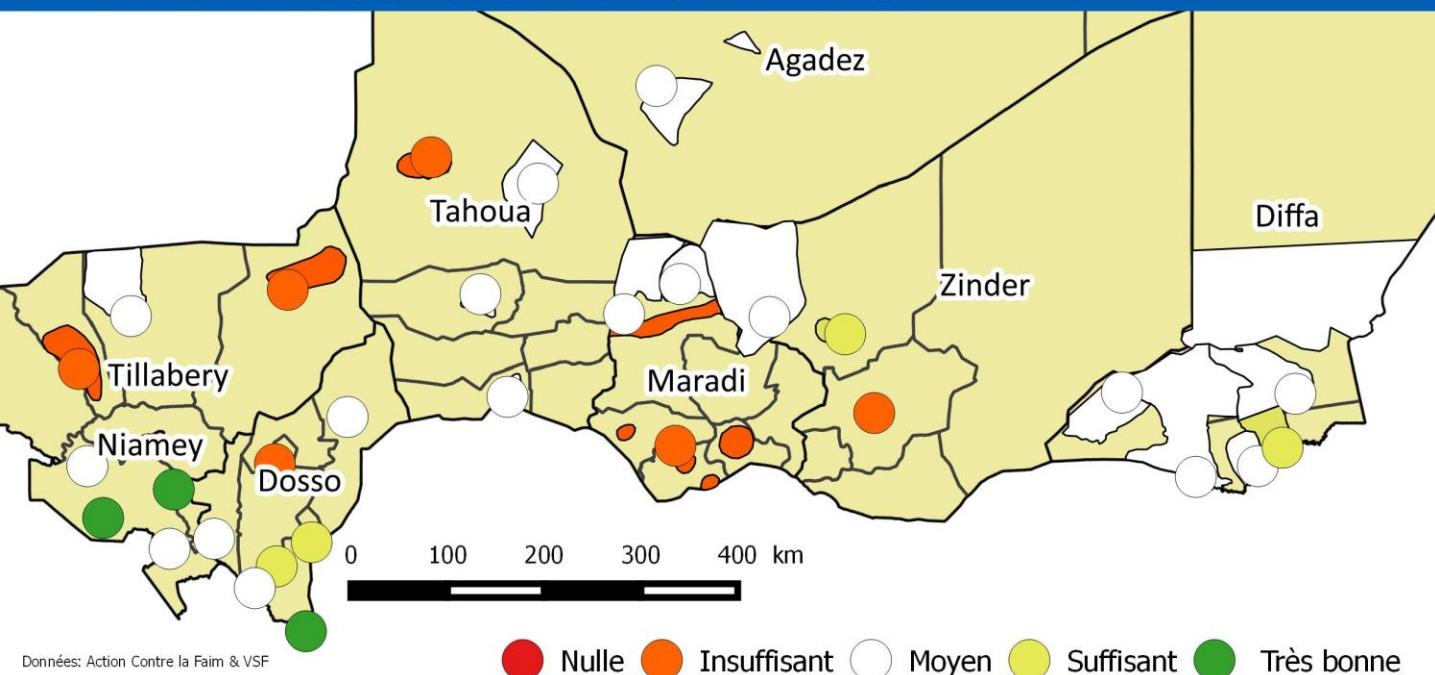 Agadez
Tahoua
Diffa
Zinder
Tillabery
Maradi
Niamey
Dosso
0 100 200 300 400 km
Données: Action Contre la Faim & VSF
Nulle Insuffisant Moyen Suffisant Très bonne